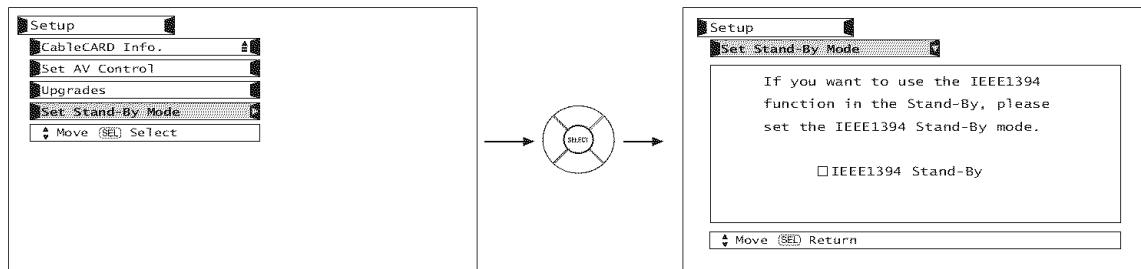 Setup
CableCARD Info.
Set AV Control
Upgrades
Set Stand-By Mode
Move SEL Select
SELECT
Setup
Set Stand-By Mode
If you want to use the IEEE1394
function in the Stand-By, please
set the IEEE1394 Stand-By mode.
IEEE1394 Stand-By
Move SEL Return